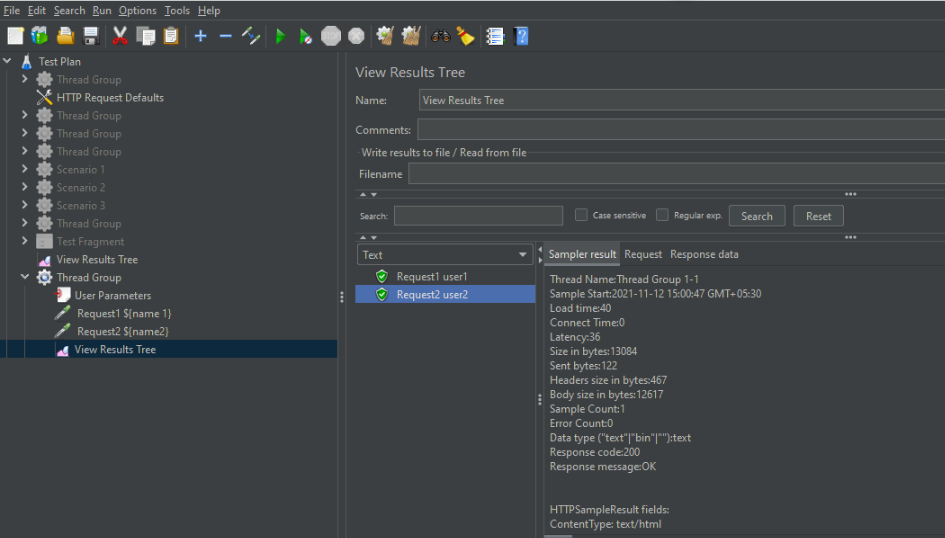 File Edit Search Run Options Tools Help
Test Plan
Thread Group
HTTP Request Defaults
Thread Group
Thread Group
Thread Group
Scenario 1
Scenario 2
Scenario 3
Thread Group
Test Fragment
View Results Tree
Thread Group
User Parameters
Request1 ${name 1}
Request2 ${name2}
View Results Tree
View Results Tree
Name: View Results Tree
Comments:
Write results to file / Read from file
Filename
Search: Case sensitive Regular exp. Search Reset
Text
Request1 user1
Request2 user2
Sampler result Request Response data
Thread Name:Thread Group 1-1
Sample Start:2021-11-12 15:00:47 GMT+05:30
Load time:40
Connect Time:0
Latency:36
Size in bytes:13084
Sent bytes:122
Headers size in bytes:467
Body size in bytes:12617
Sample Count:1
Error Count:0
Data type ("text"|"bin"|""):text
Response code:200
Response message:OK
HTTPSampleResult fields:
ContentType: text/html